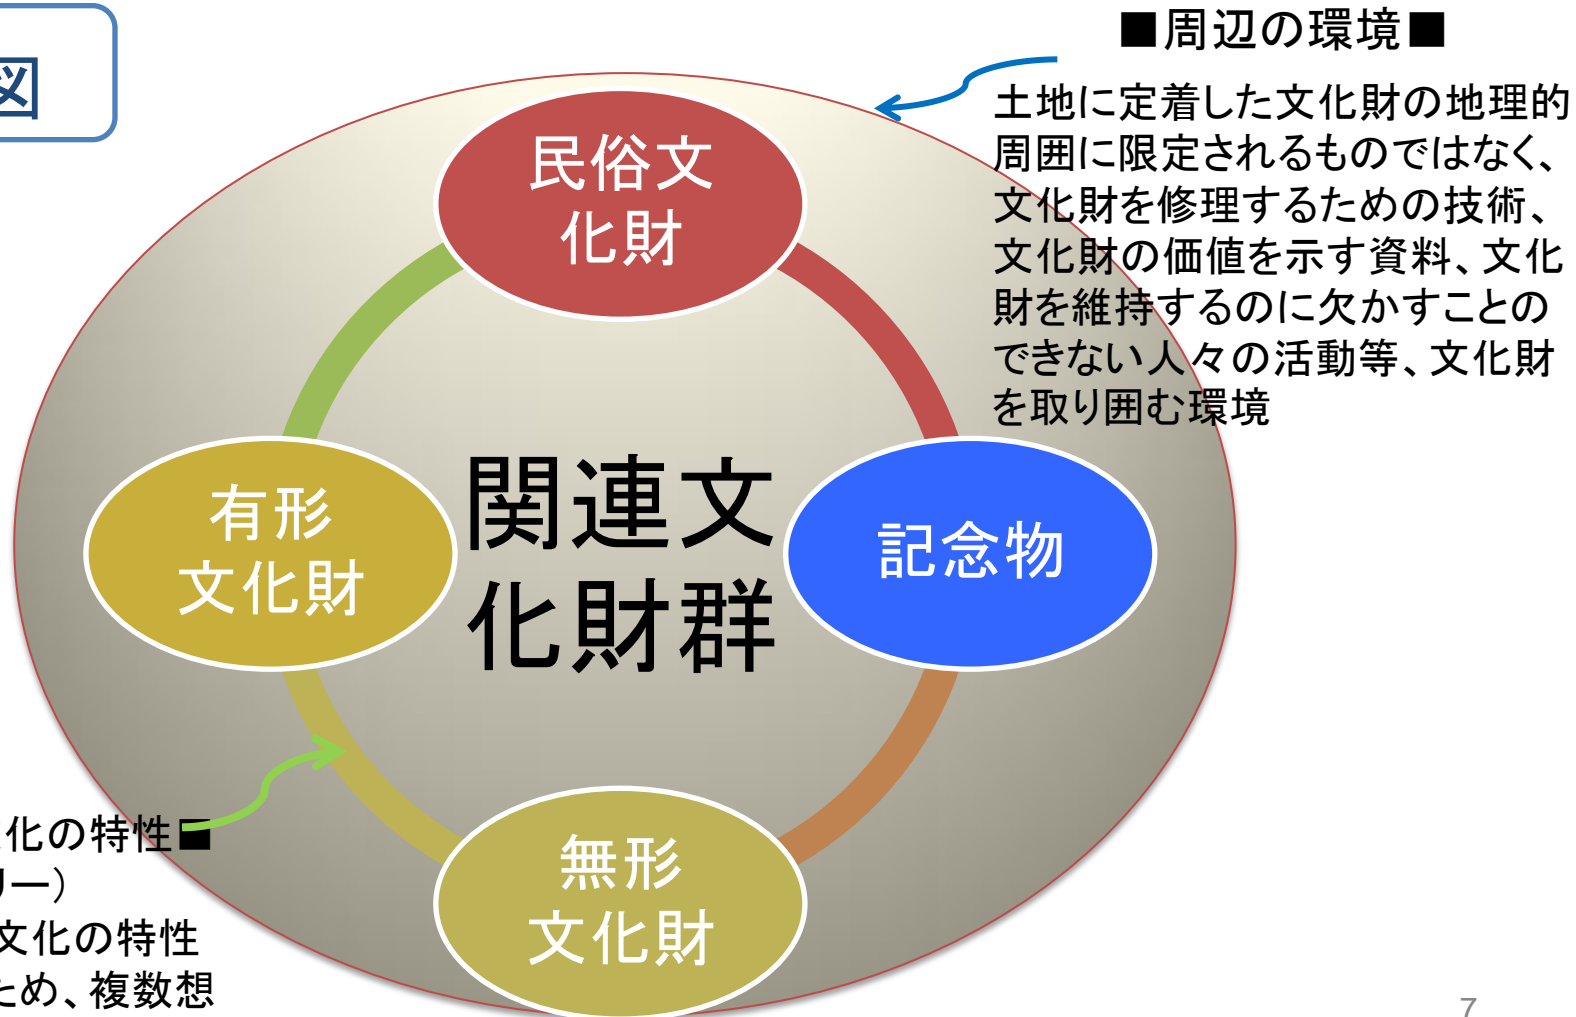 図
■周辺の環境■
土地に定着した文化財の地理的
周囲に限定されるものではなく、
文化財を修理するための技術、
文化財の価値を示す資料、文化
財を維持するのに欠かすことの
できない人々の活動等、文化財
を取り囲む環境
民俗文
化財
有形
文化財
関連文
化財群
記念物
無形
文化財
化の特性■
リー）
文化の特性
ため、複数想
7